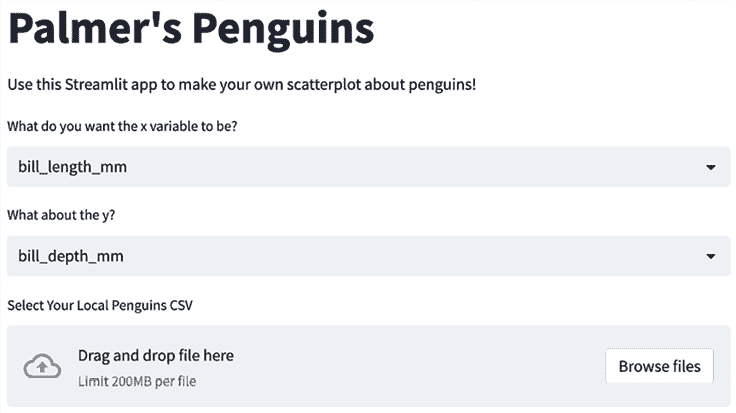 Palmer's Penguins
Use this Streamlit app to make your own scatterplot about penguins!
What do you want the x variable to be?
bill_length_mm
What about the y?
bill_depth_mm
Select Your Local Penguins CSV
Drag and drop file here
Limit 200MB per file
Browse files